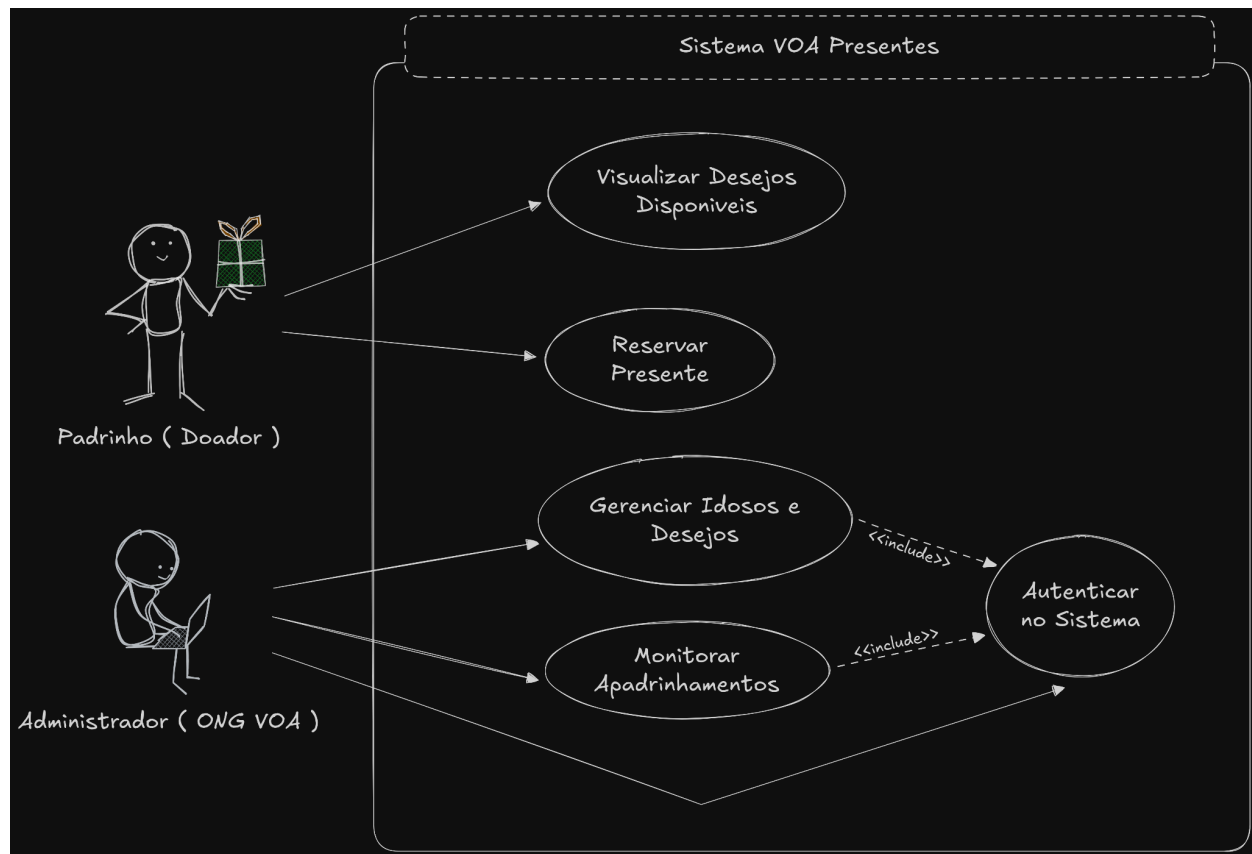 Sistema VOA Presentes
Visualizar Desejos
Disponiveis
Reservar
Presente
Padrinho ( Doador )
Gerenciar Idosos e
Desejos
<<include>>
Autenticar
no Sistema
<<include>>
Monitorar
Apadrinhamentos
Administrador ( ONG VOA )